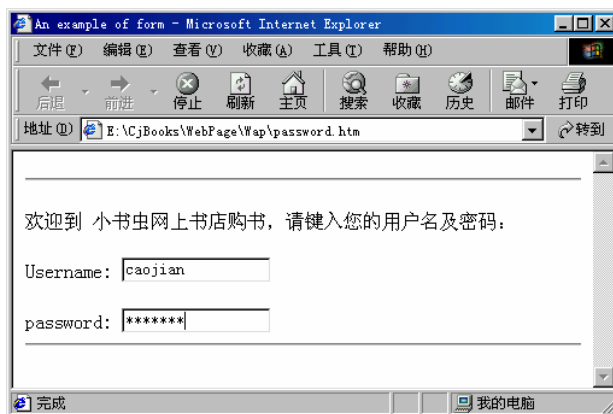 An example of form - Microsoft Internet Explorer
文件(F) 编辑(E) 查看(V) 收藏(A) 工具(T) 帮助(H)
后退 前进 停止 刷新 主页 搜索 收藏 历史 邮件 打印
地址(D) E:\CjBooks\WebPage\Wap\password.htm 转到
欢迎到 小书虫网上书店购书，请键入您的用户名及密码：
Username: caojian
password: *******
完成 我的电脑